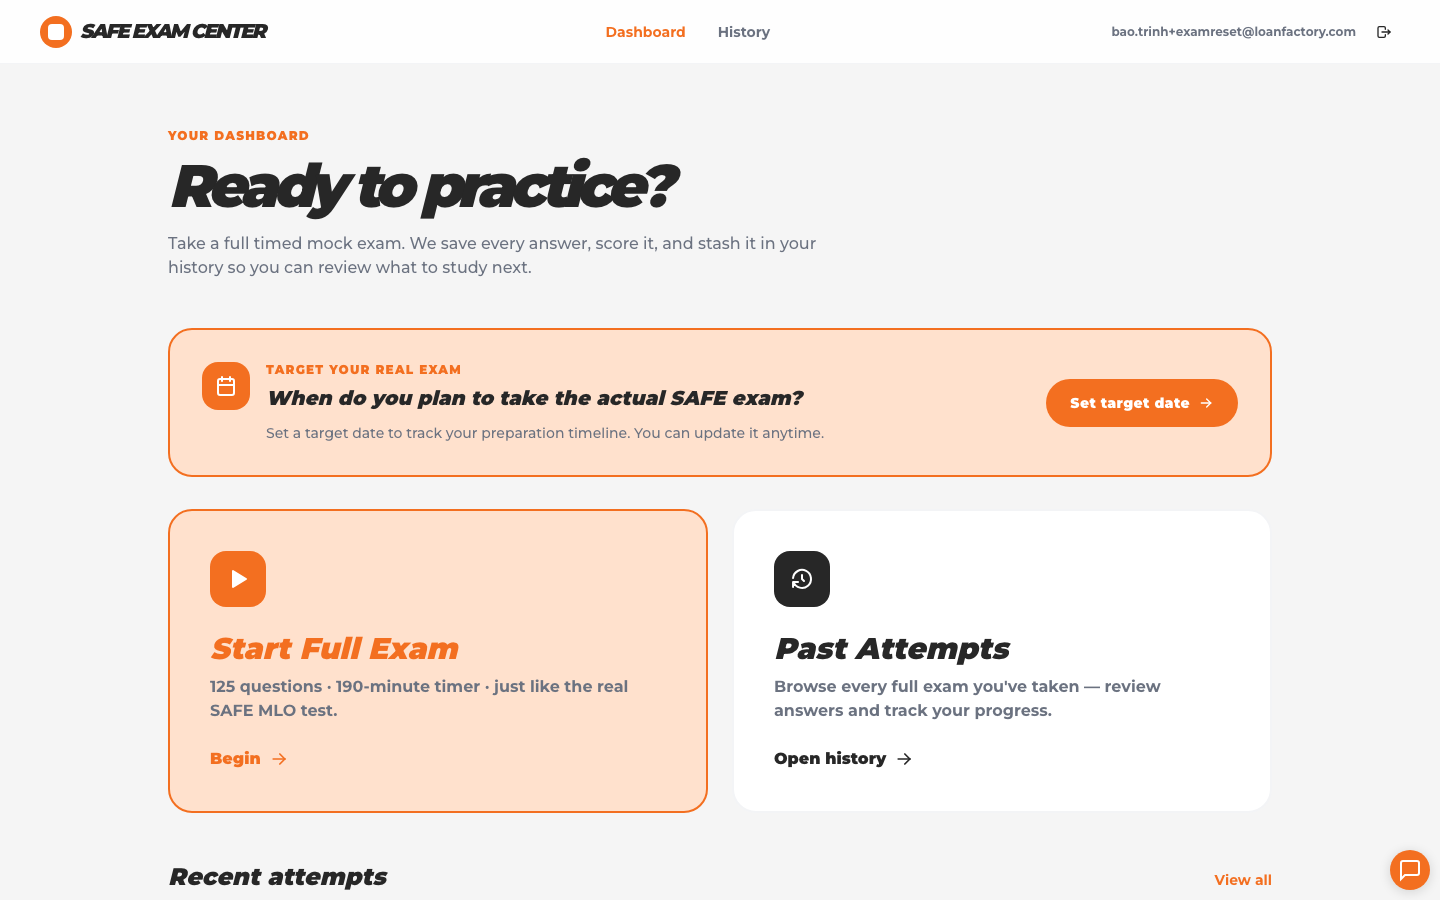 SAFE EXAM CENTER
Dashboard
History
bao.trinh+examreset@loanfactory.com
YOUR DASHBOARD
Ready to practice?
Take a full timed mock exam. We save every answer, score it, and stash it in your
history so you can review what to study next.
TARGET YOUR REAL EXAM
When do you plan to take the actual SAFE exam?
Set a target date to track your preparation timeline. You can update it anytime.
Set target date
Start Full Exam
125 questions · 190-minute timer · just like the real
SAFE MLO test.
Begin
Past Attempts
Browse every full exam you've taken — review
answers and track your progress.
Open history
Recent attempts
View all